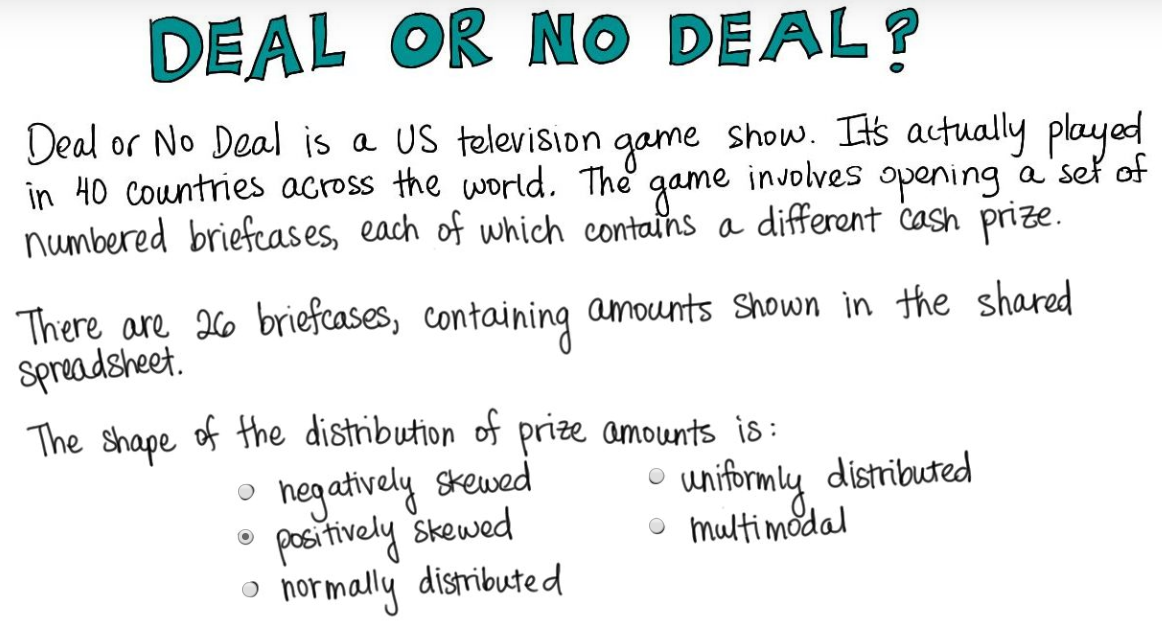 DEAL OR NO DEAL?
Deal or No Deal is a US television game show. It's actually played
in 40 countries across the world. The game involves opening a set of
numbered briefcases, each of which contains a different cash prize.
There are 26 briefcases, containing amounts shown in the shared
spreadsheet.
The shape of the distribution of prize amounts is:
negatively skewed
positively skewed
normally distributed
uniformly distributed
multimodal